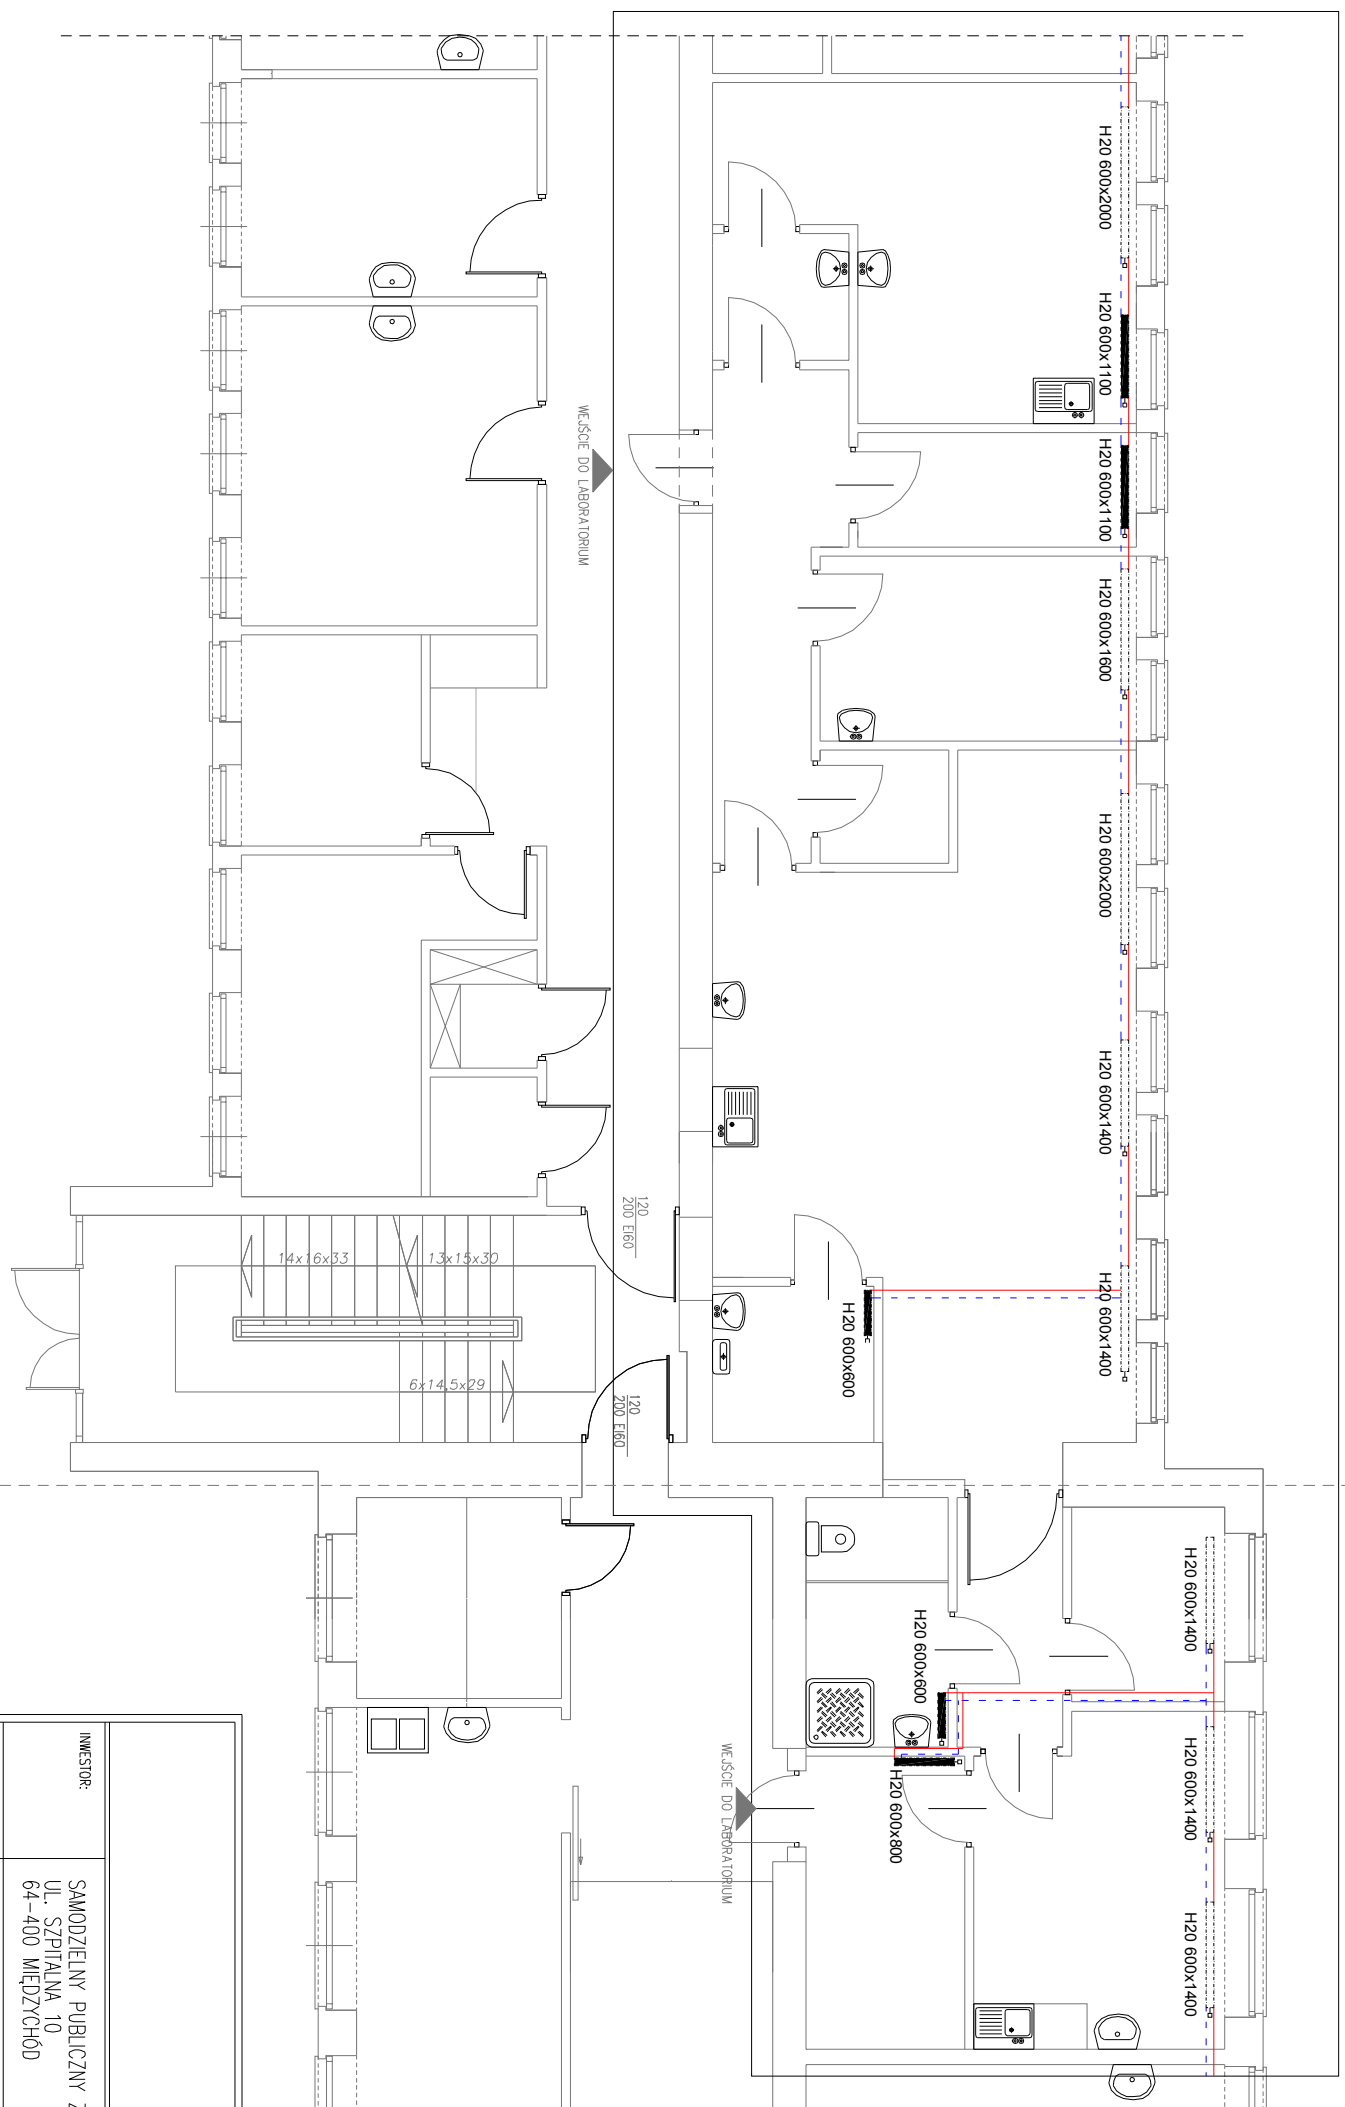 H20 600x2000
H20 600x1100
H20 600x1100
H20 600x1600
H20 600x2000
H20 600x1400
H20 600x1400
H20 600x600
WEJŚCIE DO LABORATORIUM
120
200 EI60
14x16x33
13x15x30
6x14,5x29
120
200 EI60
H20 600x1400
H20 600x600
H20 600x1400
H20 600x800
H20 600x1400
WEJŚCIE DO LABORATORIUM
INWESTOR:
SAMODZIELNY PUBLICZNY
UL. SZPITALNA 10
64-400 MIĘDZYCHÓD